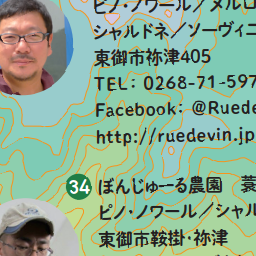 ピノ・ノワール／メルロ
シャルドネ／ソーヴィニ
東御市祢津405
TEL: 0268-71-597
Facebook: @Ruede
http://ruedevin.jp
34 ぼんじゅーる農園 蓑
ピノ・ノワール／シャル
東御市鞍掛・祢津